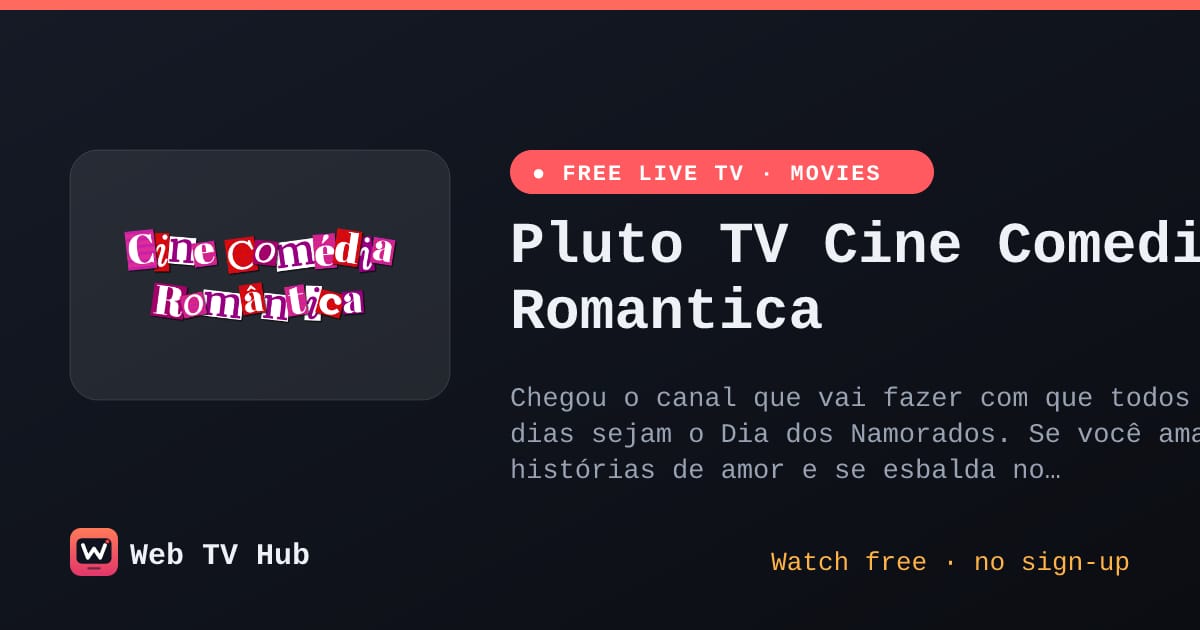 Cine Comédia
Romântica
• FREE LIVE TV · MOVIES
Pluto TV Cine Comedi
Romantica
Chegou o canal que vai fazer com que todos
dias sejam o Dia dos Namorados. Se você ama
histórias de amor e se esbalda no…
W
Web TV Hub
Watch free · no sign-up